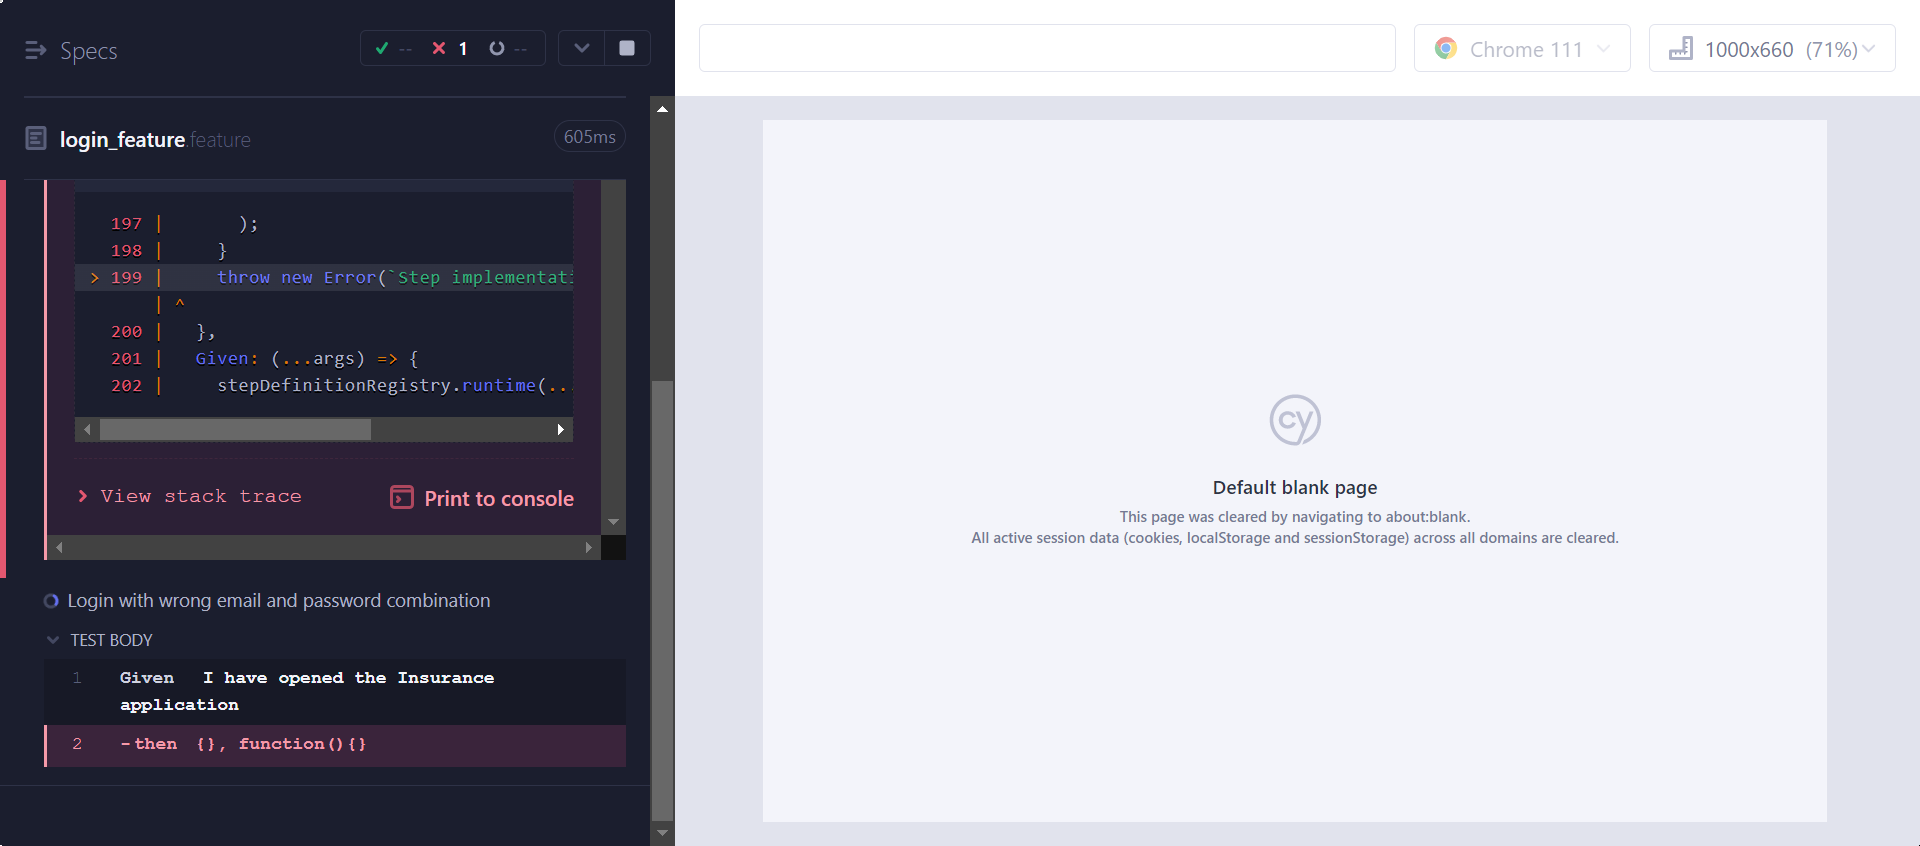 Specs
-- 1 --
Chrome 111
1000x660 (71%)
login_feature.feature
605ms
197 | );
198 | }
> 199 | throw new Error(`Step implementati
| ^
200 | },
201 | Given: (...args) => {
202 | stepDefinitionRegistry.runtime(...
> View stack trace
Print to console
Login with wrong email and password combination
TEST BODY
1 Given I have opened the Insurance
application
2 -then {}, function(){}
cy
Default blank page
This page was cleared by navigating to about:blank.
All active session data (cookies, localStorage and sessionStorage) across all domains are cleared.